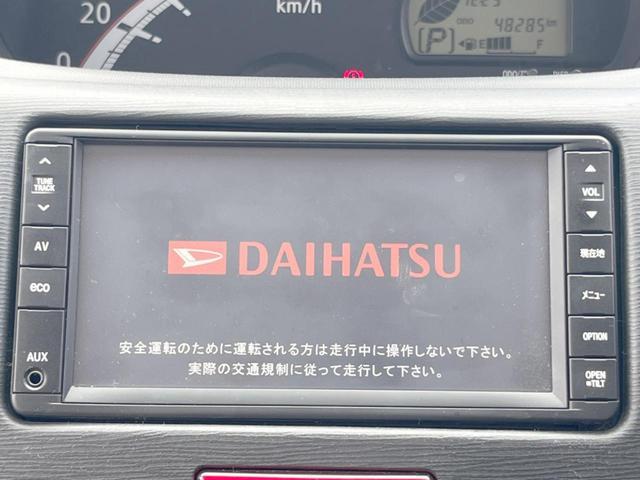 20
0
km/h
ODO 48285 km
P E F
TUNE
TRACK
AV
eco
AUX
VOL
現在地
メニュー
OPTION
OPEN
TILT
DAIHATSU
安全運転のために運転される方は走行中に操作しないで下さい。
実際の交通規制に従って走行して下さい。